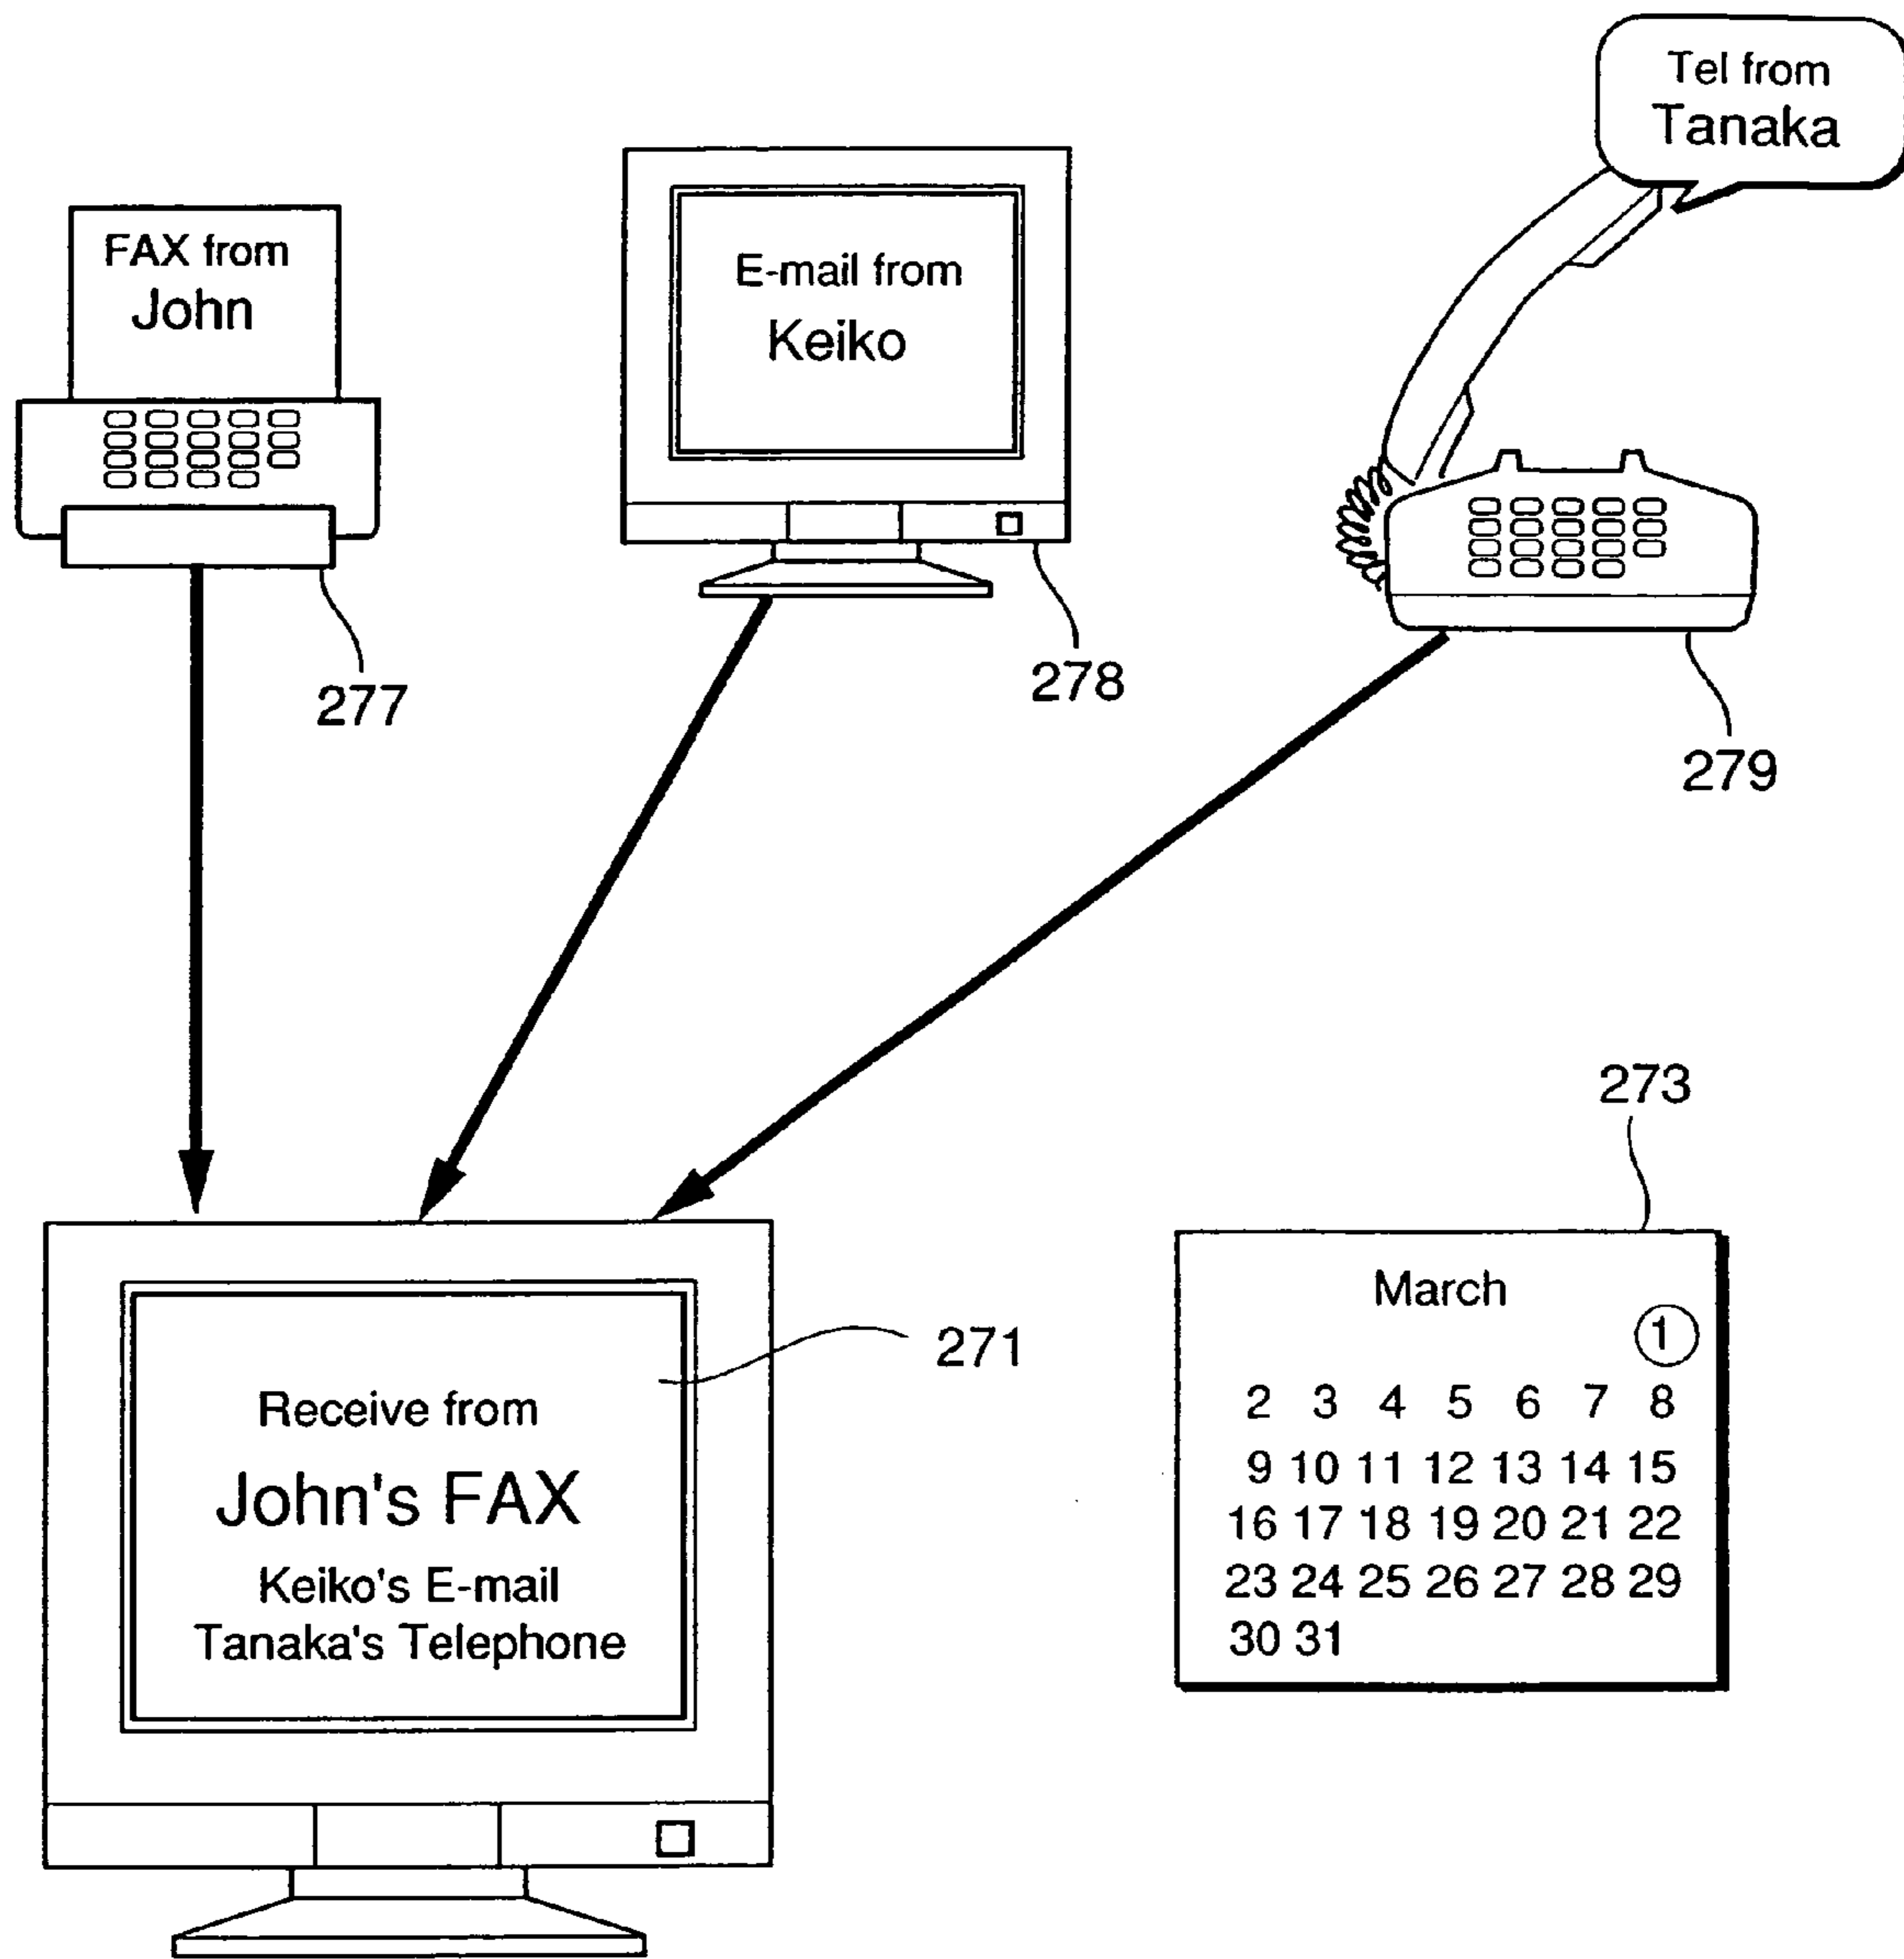 Tel from
Tanaka
FAX from
John
E-mail from
Keiko
277
278
279
273
271
Receive from
John's FAX
Keiko's E-mail
Tanaka's Telephone
March
1
2 3 4 5 6 7 8
9 10 11 12 13 14 15
16 17 18 19 20 21 22
23 24 25 26 27 28 29
30 31